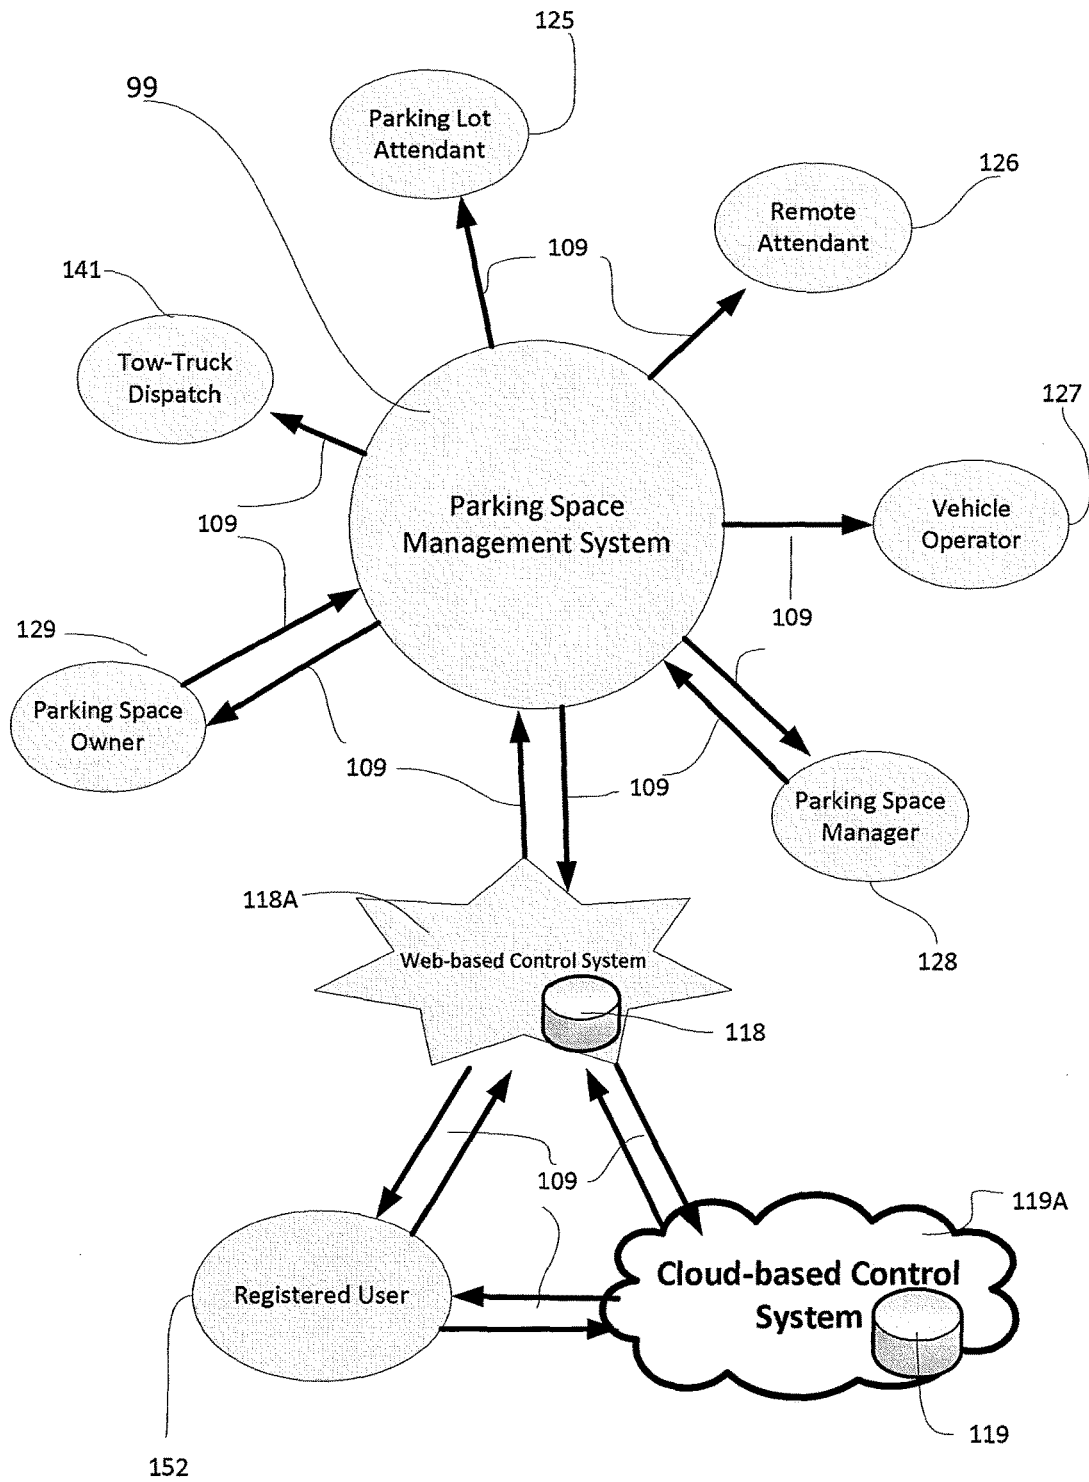 125
99
Parking Lot
Attendant
126
Remote
Attendant
109
141
Tow-Truck
Dispatch
127
Vehicle
Operator
Parking Space
Management System
109
109
129
Parking Space
Owner
109
109
Parking Space
Manager
118A
Web-based Control System
128
118
109
119A
Cloud-based Control
System
Registered User
119
152